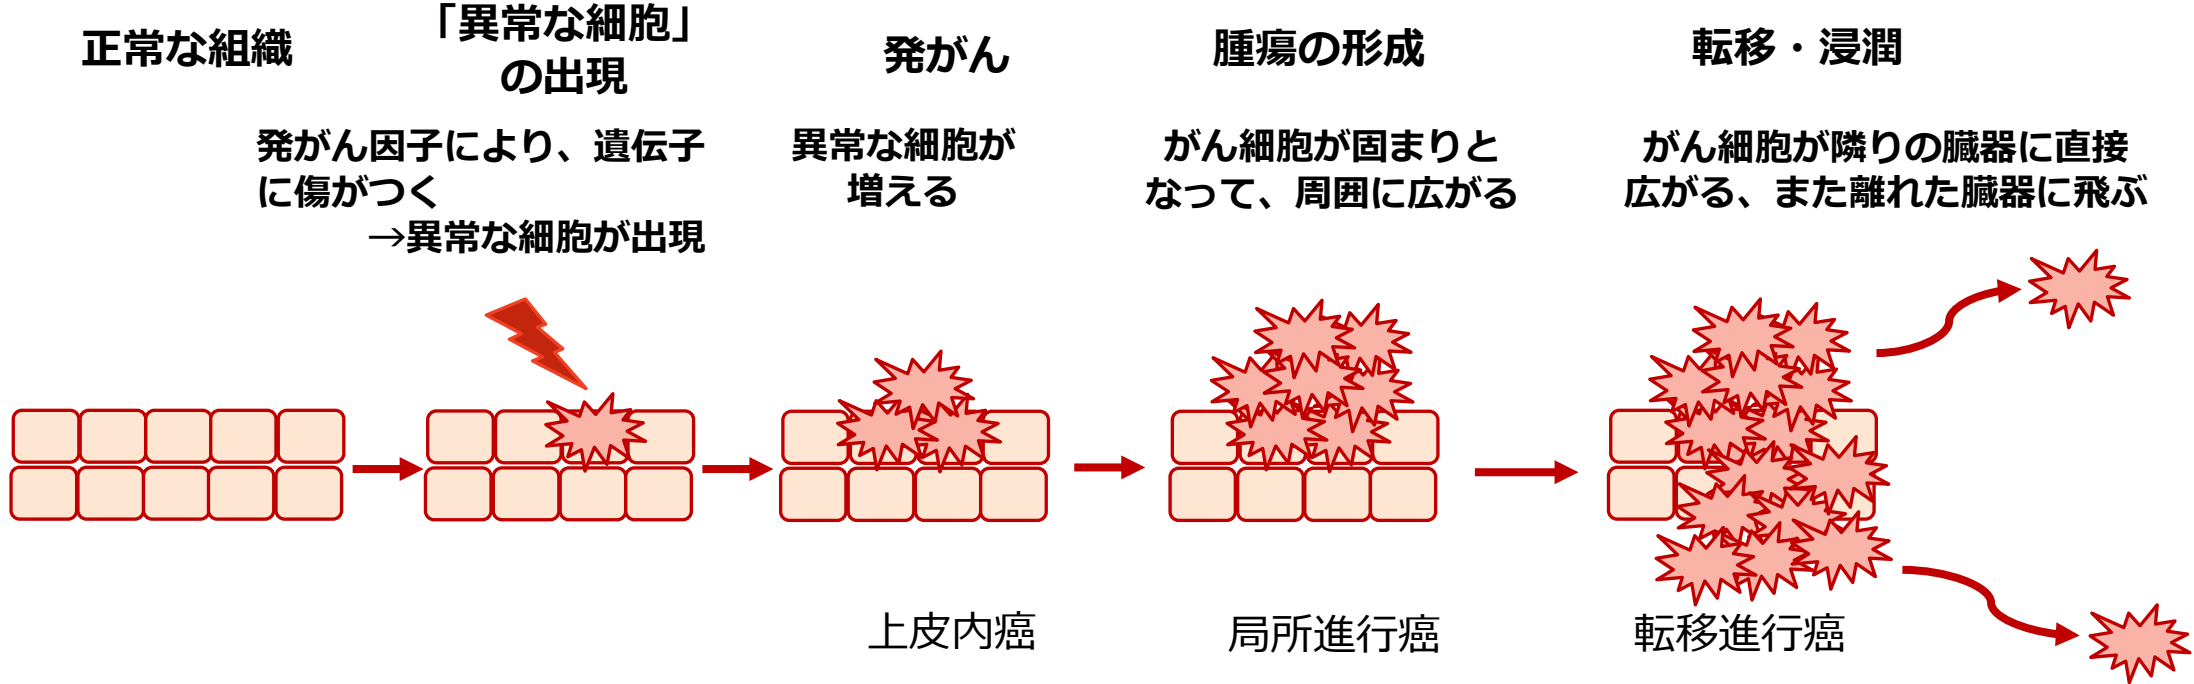 正常な組織
「異常な細胞」
の出現
発がん
腫瘍の形成
転移・浸潤
発がん因子により、遺伝子
に傷がつく
→異常な細胞が出現
異常な細胞が
増える
がん細胞が固まりと
なって、周囲に広がる
がん細胞が隣りの臓器に直接
広がる、また離れた臓器に飛ぶ
上皮内癌
局所進行癌
転移進行癌